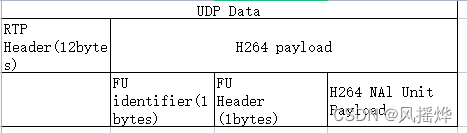 UDP Data
RTP
Header(12byte
s)
H264 payload
FU
identifier(1
bytes)
FU
Header
(1bytes)
H264 NAl Unit
Payload
CSDN @风摇烨